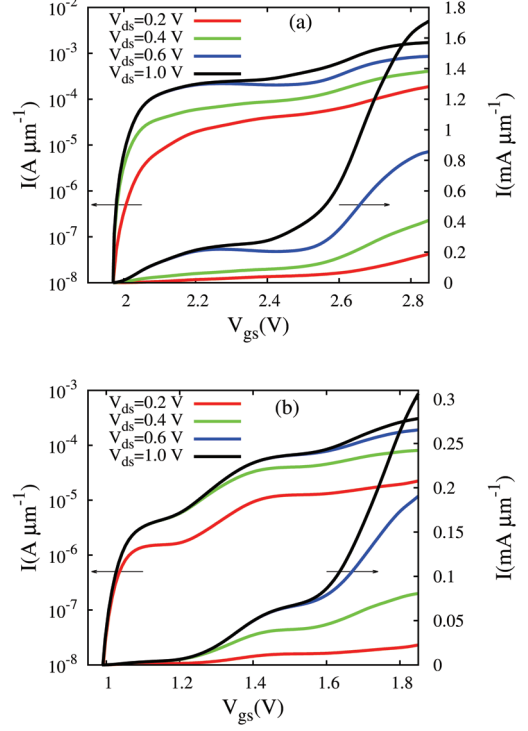 (a)
V_ds=0.2 V
V_ds=0.4 V
V_ds=0.6 V
V_ds=1.0 V
10^-2
10^-3
10^-4
10^-5
10^-6
10^-7
10^-8
I(A μm^-1)
1.8
1.6
1.4
1.2
1
0.8
0.6
0.4
0.2
0
I(mA μm^-1)
2 2.2 2.4 2.6 2.8
V_gs(V)
(b)
V_ds=0.2 V
V_ds=0.4 V
V_ds=0.6 V
V_ds=1.0 V
10^-3
10^-4
10^-5
10^-6
10^-7
10^-8
I(A μm^-1)
0.3
0.25
0.2
0.15
0.1
0.05
0
I(mA μm^-1)
1 1.2 1.4 1.6 1.8
V_gs(V)